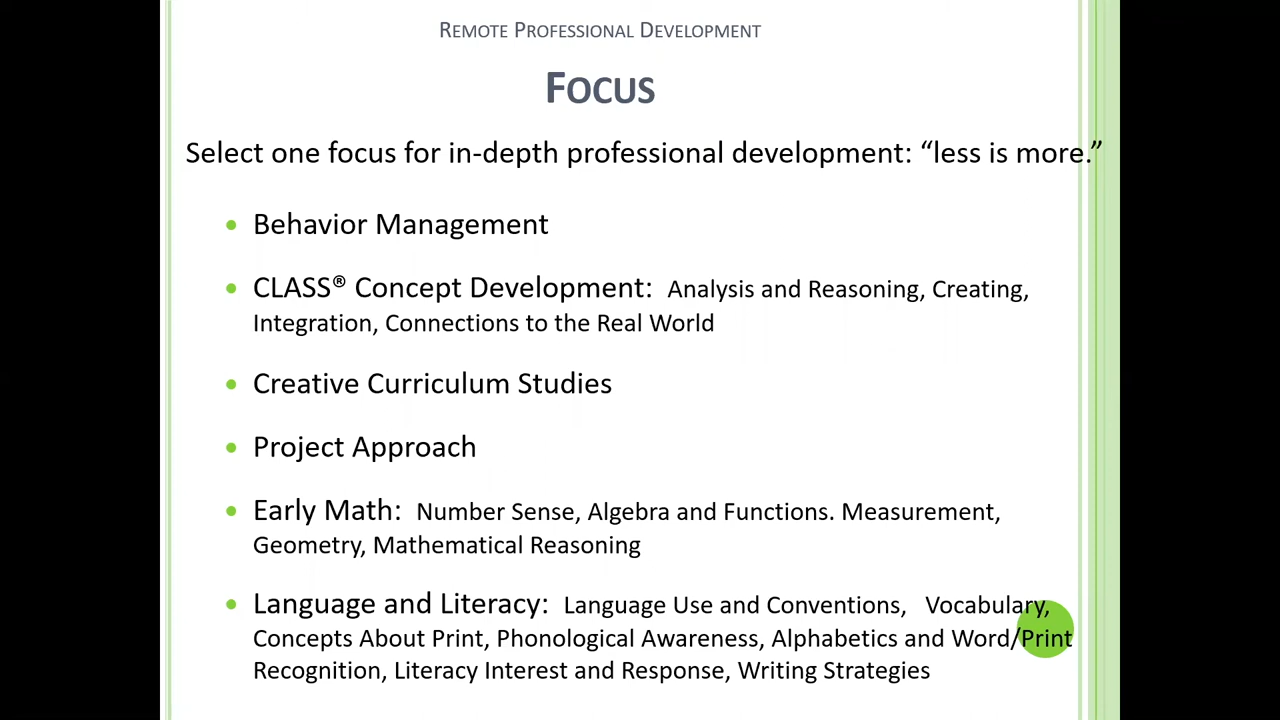 Remote Professional Development
Focus
Select one focus for in-depth professional development: “less is more.”
• Behavior Management
• CLASS® Concept Development: Analysis and Reasoning, Creating,
Integration, Connections to the Real World
• Creative Curriculum Studies
• Project Approach
• Early Math: Number Sense, Algebra and Functions. Measurement,
Geometry, Mathematical Reasoning
• Language and Literacy: Language Use and Conventions, Vocabulary,
Concepts About Print, Phonological Awareness, Alphabetics and Word/Print
Recognition, Literacy Interest and Response, Writing Strategies